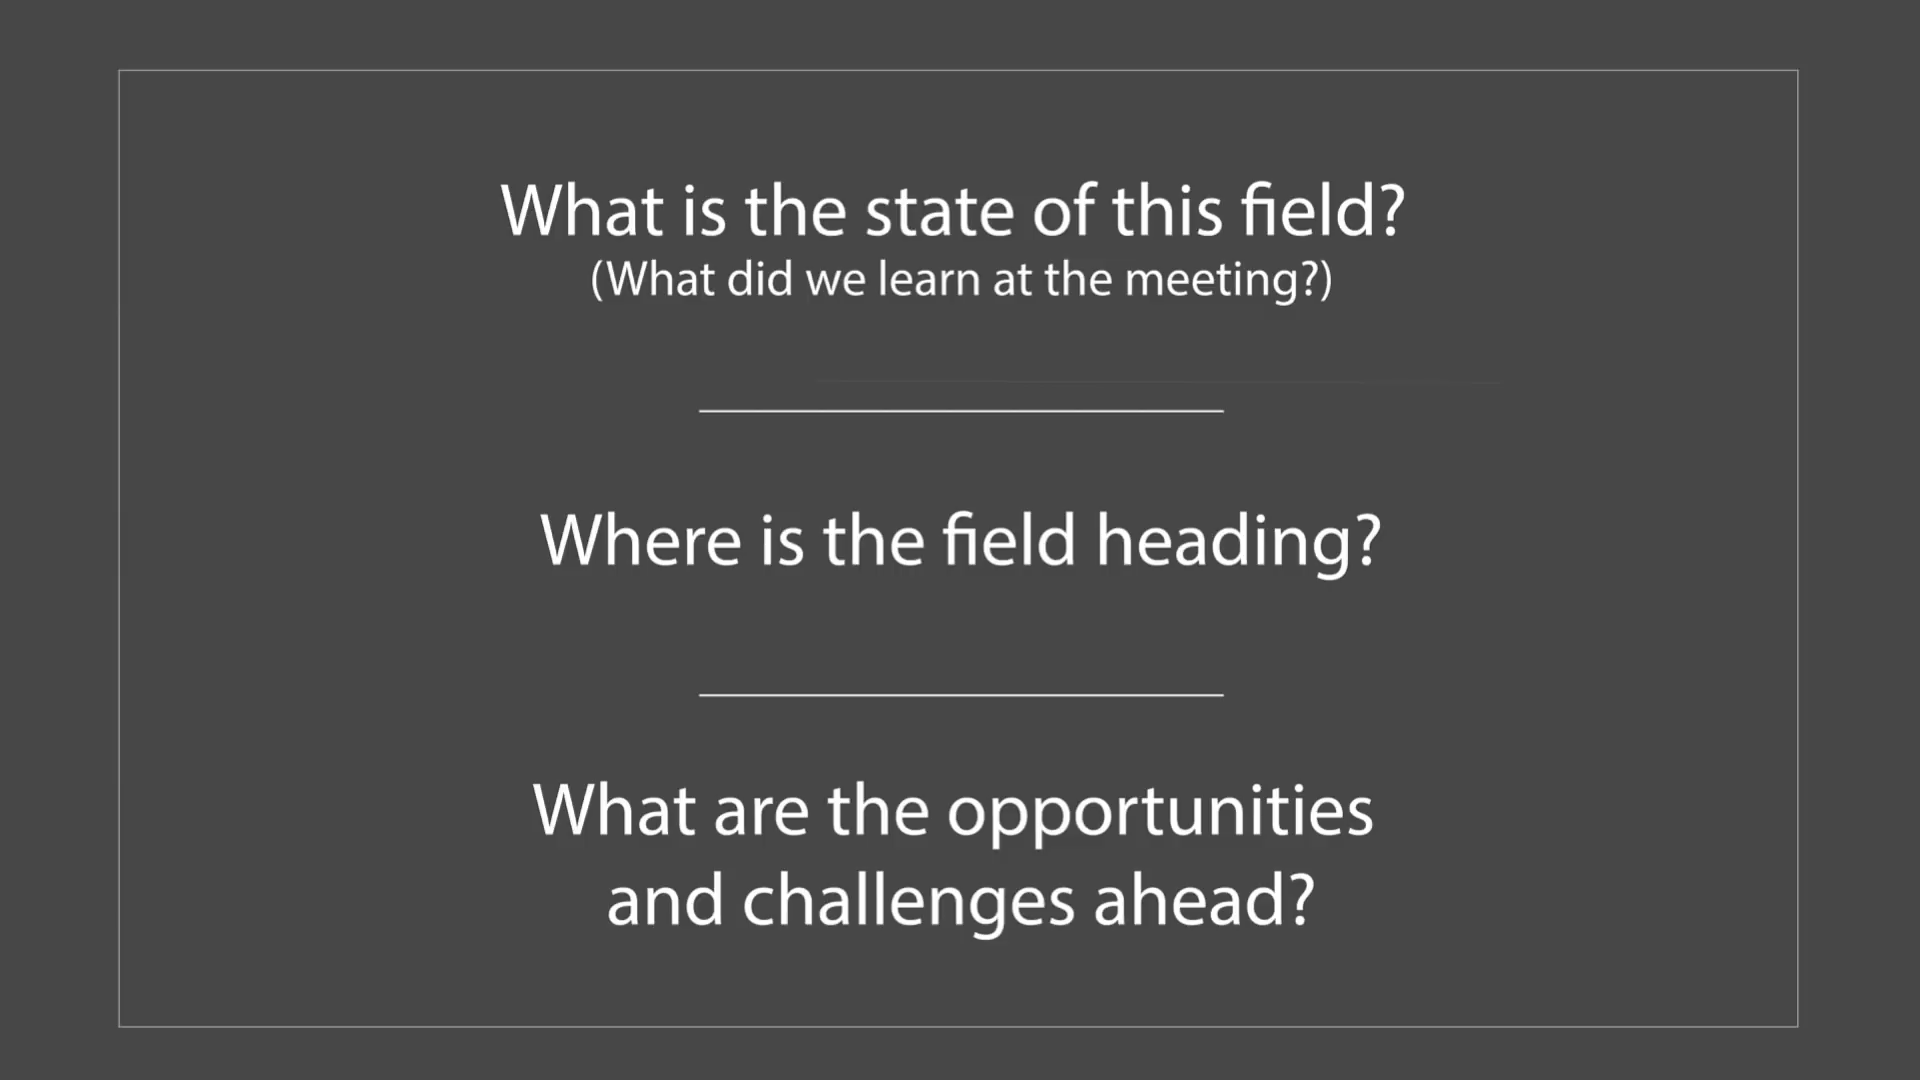 What is the state of this field?
(What did we learn at the meeting?)
Where is the field heading?
What are the opportunities
and challenges ahead?